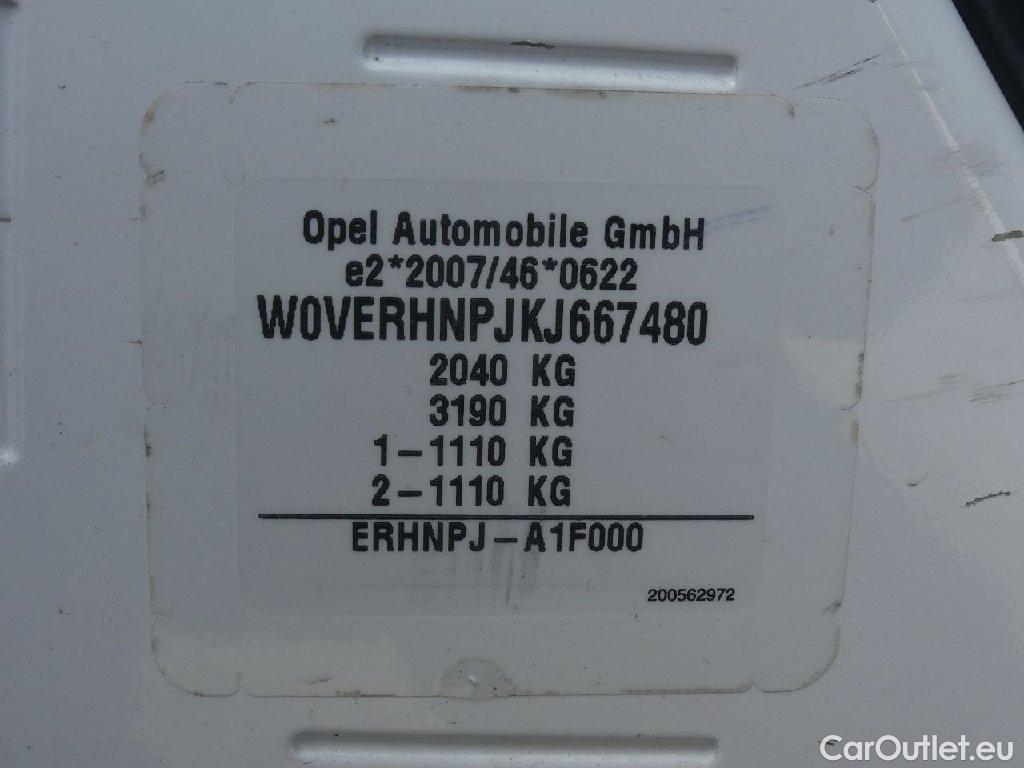 Opel Automobile GmbH
e2*2007/46*0622
W0VERHNPJKJ667480
2040 KG
3190 KG
1-1110 KG
2-1110 KG
ERHNPJ-A1F000
200562972
CarOutlet.eu